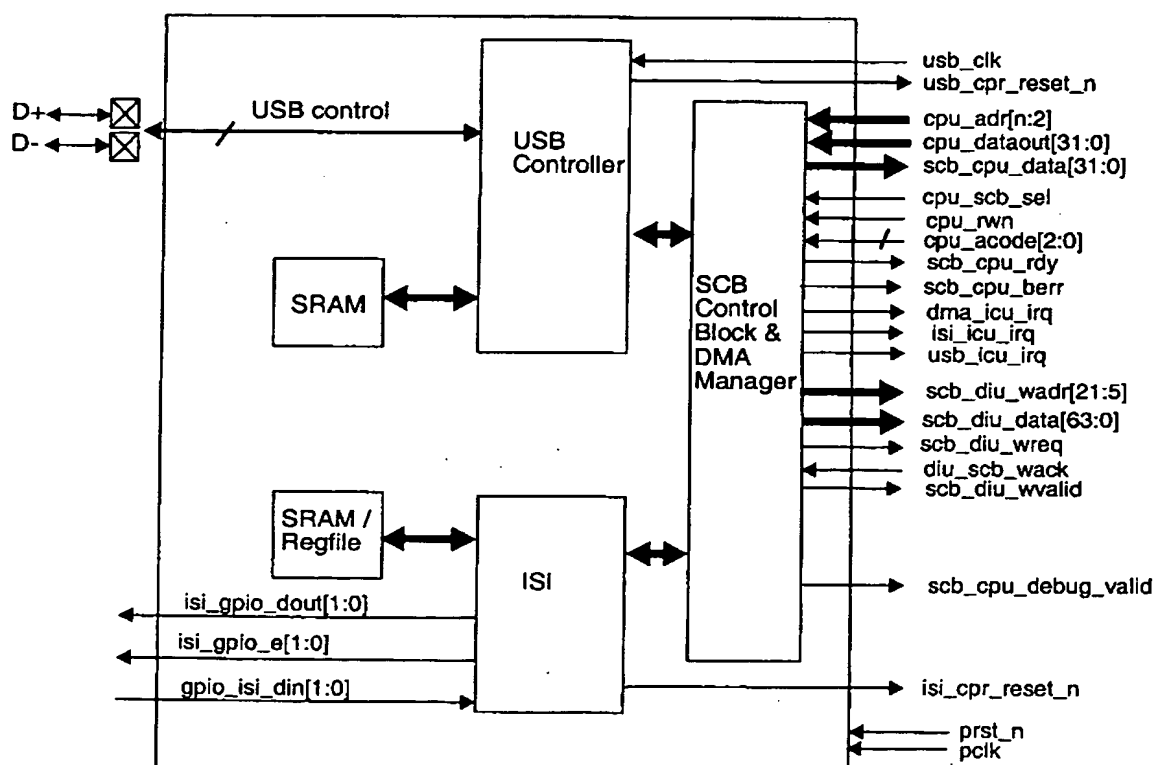 usb_clk
usb_cpr_reset_n
D+
USB control
D-
cpu_adr[n:2]
cpu_dataout[31:0]
scb_cpu_data[31:0]
USB
Controller
cpu_scb_sel
cpu_rwn
cpu_acode[2:0]
scb_cpu_rdy
scb_cpu_berr
dma_icu_irq
isi_icu_irq
usb_icu_irq
SRAM
SCB
Control
Block &
DMA
Manager
scb_diu_wadr[21:5]
scb_diu_data[63:0]
scb_diu_wreq
diu_scb_wack
scb_diu_wvalid
SRAM /
Regfile
ISI
scb_cpu_debug_valid
isi_gpio_dout[1:0]
isi_gpio_e[1:0]
gpio_isi_din[1:0]
isi_cpr_reset_n
prst_n
pclk